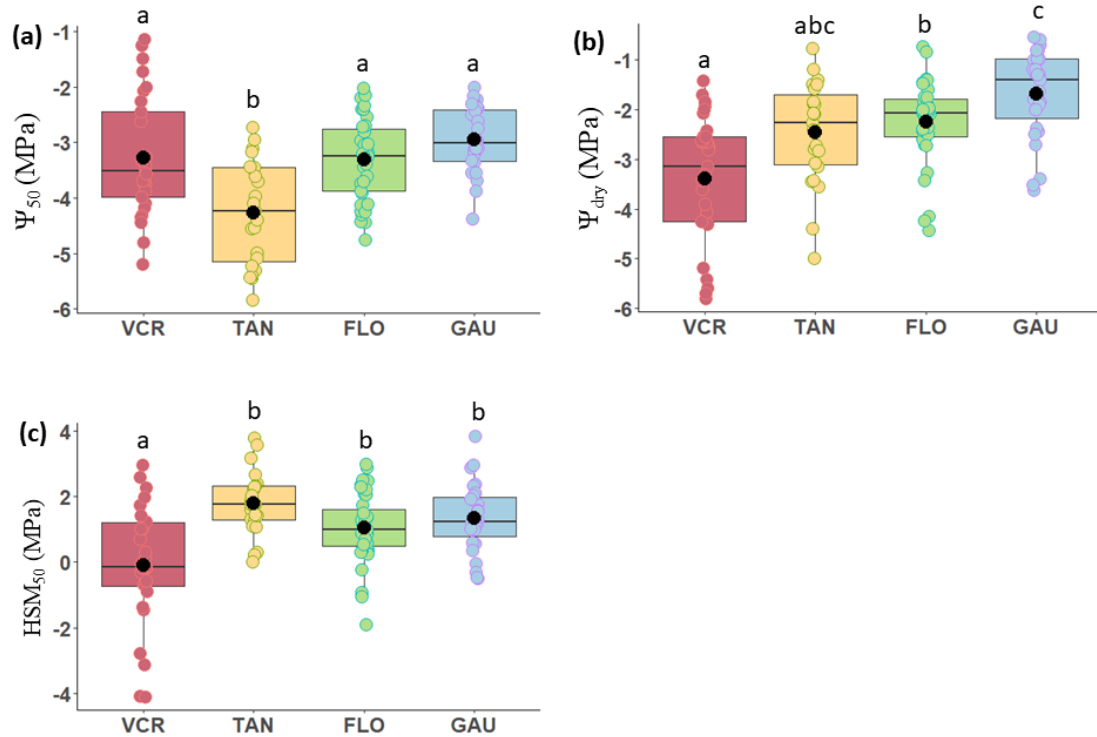 (a)
Ψ50 (MPa)
-1
-2
-3
-4
-5
-6
a
b
a
a
VCR TAN FLO GAU
(b)
Ψdry (MPa)
-1
-2
-3
-4
-5
-6
a
abc
b
c
VCR TAN FLO GAU
(c)
HSM50 (MPa)
4
2
0
-2
-4
a
b
b
b
VCR TAN FLO GAU